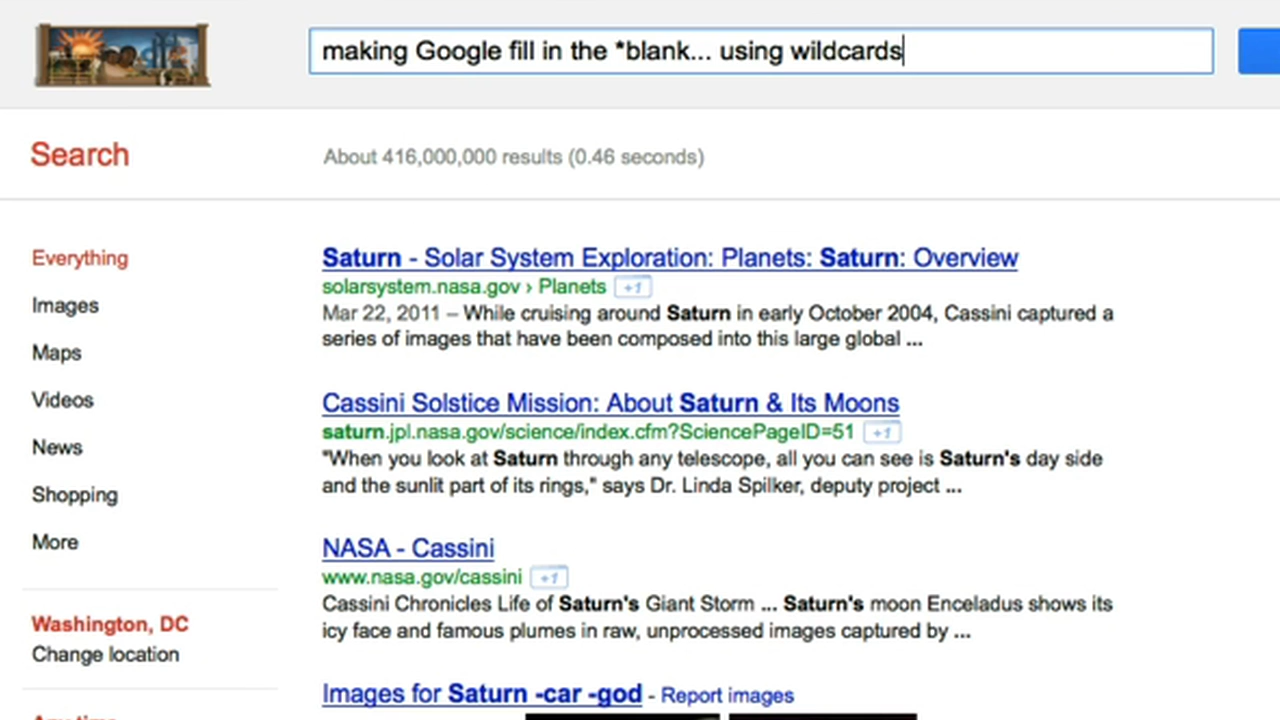 making Google fill in the *blank... using wildcards
Search
About 416,000,000 results (0.46 seconds)
Everything
Images
Maps
Videos
News
Shopping
More
Washington, DC
Change location
Any time
Saturn - Solar System Exploration: Planets: Saturn: Overview
solarsystem.nasa.gov › Planets +1
Mar 22, 2011 – While cruising around Saturn in early October 2004, Cassini captured a
series of images that have been composed into this large global ...
Cassini Solstice Mission: About Saturn & Its Moons
saturn.jpl.nasa.gov/science/index.cfm?SciencePageID=51 +1
"When you look at Saturn through any telescope, all you can see is Saturn's day side
and the sunlit part of its rings," says Dr. Linda Spilker, deputy project ...
NASA - Cassini
www.nasa.gov/cassini +1
Cassini Chronicles Life of Saturn's Giant Storm ... Saturn's moon Enceladus shows its
icy face and famous plumes in raw, unprocessed images captured by ...
Images for Saturn -car -god - Report images